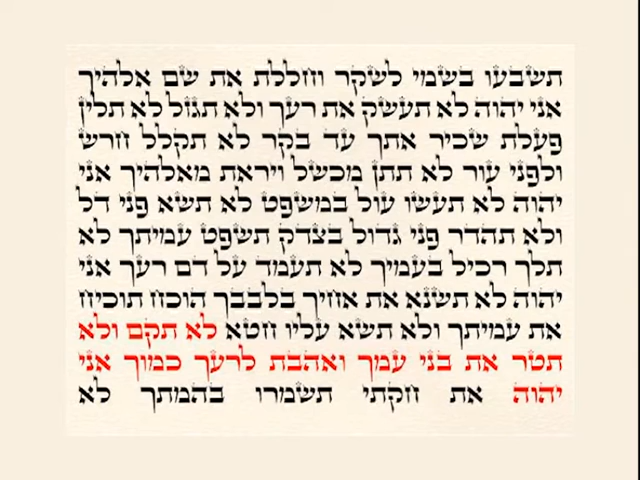 תשבעו בשמי לשקר וחללת את שם אלהיך
אני יהוה לא תעשק את רעך ולא תגזל לא תלין
פעלת שכיר אתך עד בקר לא תקלל חרש
ולפני עור לא תתן מכשל ויראת מאלהיך אני
יהוה לא תעשו עול במשפט לא תשא פני דל
ולא תהדר פני גדול בצדק תשפט עמיתך לא
תלך רכיל בעמיך לא תעמד על דם רעך אני
יהוה לא תשנא את אחיך בלבבך הוכח תוכיח
את עמיתך ולא תשא עליו חטא לא תקם ולא
תטר את בני עמך ואהבת לרעך כמוך אני
יהוה את חקתי תשמרו בהמתך לא